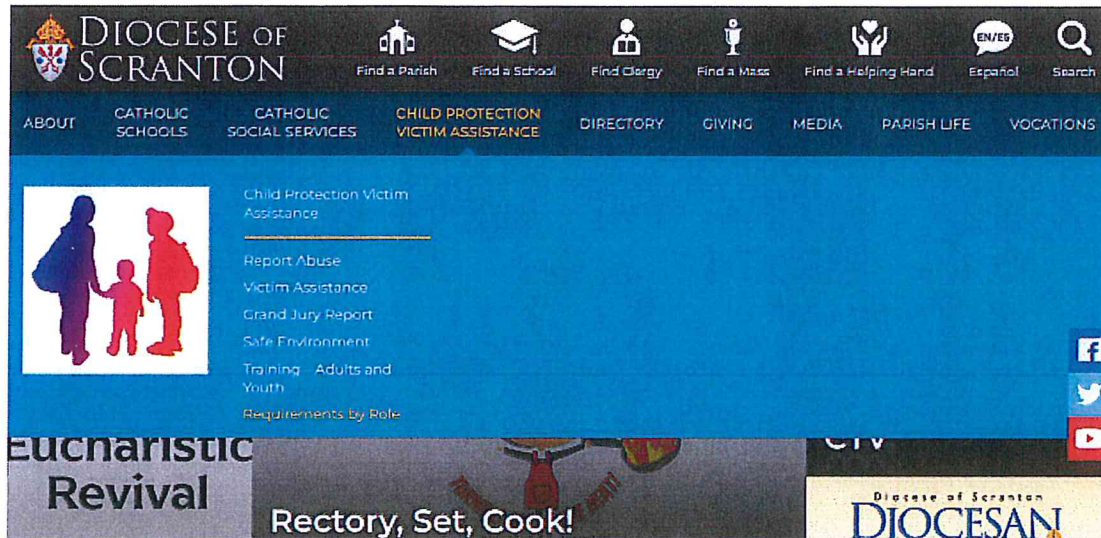 DIOCESE OF
SCRANTON
Find a Parish
Find a School
Find Clergy
Find a Mass
Find a Helping Hand
EN/ES
Español
Search
ABOUT
CATHOLIC
SCHOOLS
CATHOLIC
SOCIAL SERVICES
CHILD PROTECTION
VICTIM ASSISTANCE
DIRECTORY
GIVING
MEDIA
PARISH LIFE
VOCATIONS
Child Protection Victim
Assistance
Report Abuse
Victim Assistance
Grand Jury Report
Safe Environment
Training – Adults and
Youth
Requirements by Role
Eucharistic
Revival
Rectory, Set, Cook!
CTV
Diocese of Scranton
DIOCESAN